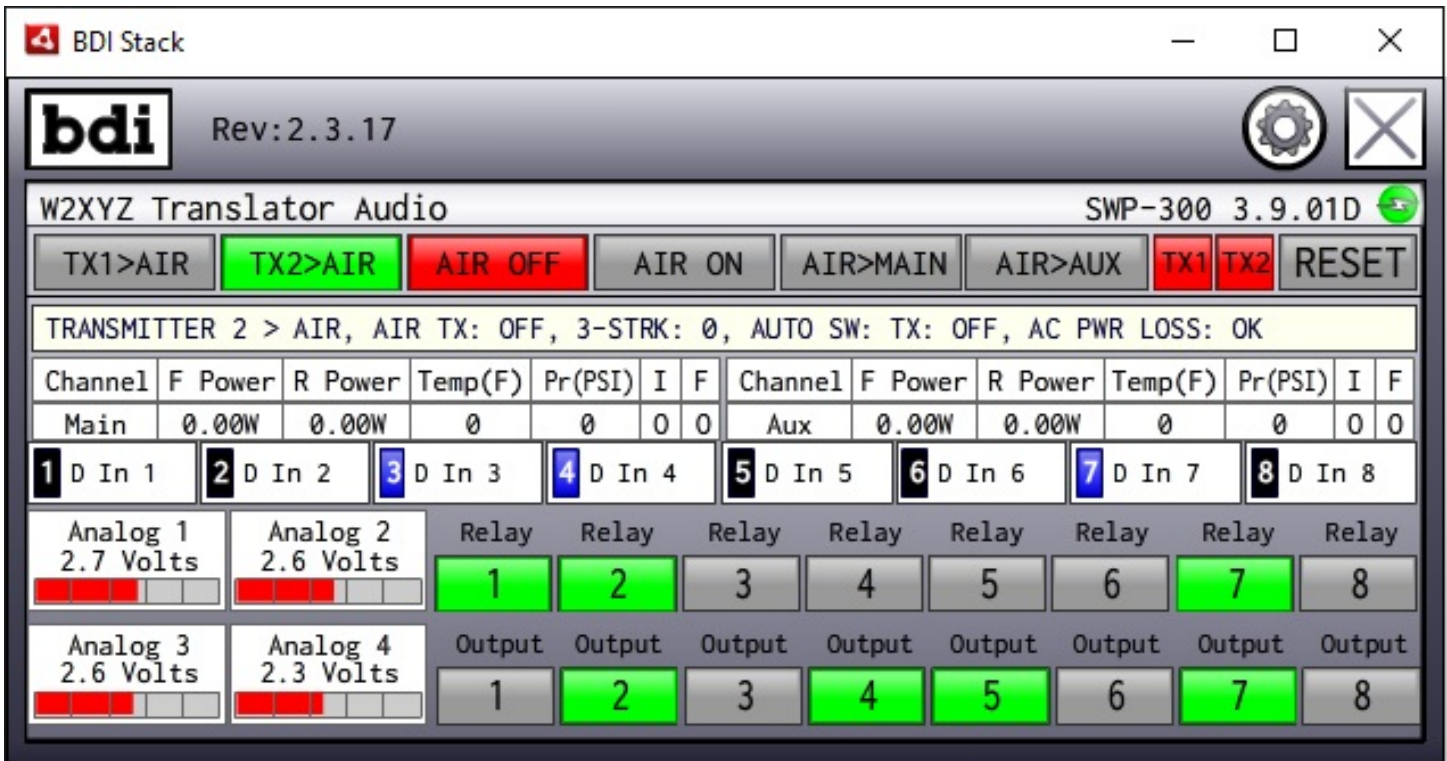 BDI Stack
bdi Rev:2.3.17
W2XYZ Translator Audio SWP-300 3.9.01D
TX1>AIR TX2>AIR AIR OFF AIR ON AIR>MAIN AIR>AUX TX1 TX2 RESET
TRANSMITTER 2 > AIR, AIR TX: OFF, 3-STRK: 0, AUTO SW: TX: OFF, AC PWR LOSS: OK
Channel F Power R Power Temp(F) Pr(PSI) I F Channel F Power R Power Temp(F) Pr(PSI) I F
Main 0.00W 0.00W 0 0 O O Aux 0.00W 0.00W 0 0 O O
1 D In 1 2 D In 2 3 D In 3 4 D In 4 5 D In 5 6 D In 6 7 D In 7 8 D In 8
Analog 1 Analog 2 Relay Relay Relay Relay Relay Relay Relay Relay
2.7 Volts 2.6 Volts
1 2 3 4 5 6 7 8
Analog 3 Analog 4 Output Output Output Output Output Output Output Output
2.6 Volts 2.3 Volts
1 2 3 4 5 6 7 8